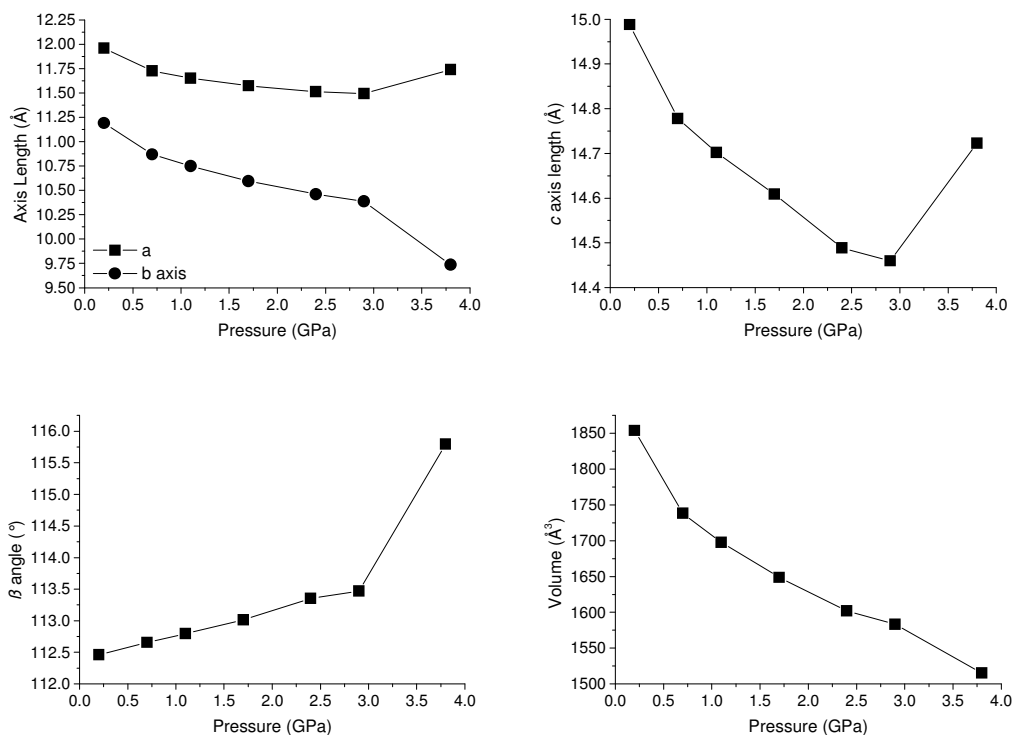 12.25
12.00
11.75
11.50
11.25
11.00
10.75
10.50
10.25
10.00
9.75
9.50
Axis Length (Å)
a
b axis
0.0 0.5 1.0 1.5 2.0 2.5 3.0 3.5 4.0
Pressure (GPa)
15.0
14.9
14.8
14.7
14.6
14.5
14.4
c axis length (Å)
0.0 0.5 1.0 1.5 2.0 2.5 3.0 3.5 4.0
Pressure (GPa)
116.0
115.5
115.0
114.5
114.0
113.5
113.0
112.5
112.0
ß angle (°)
0.0 0.5 1.0 1.5 2.0 2.5 3.0 3.5 4.0
Pressure (GPa)
1850
1800
1750
1700
1650
1600
1550
1500
Volume (Å³)
0.0 0.5 1.0 1.5 2.0 2.5 3.0 3.5 4.0
Pressure (GPa)